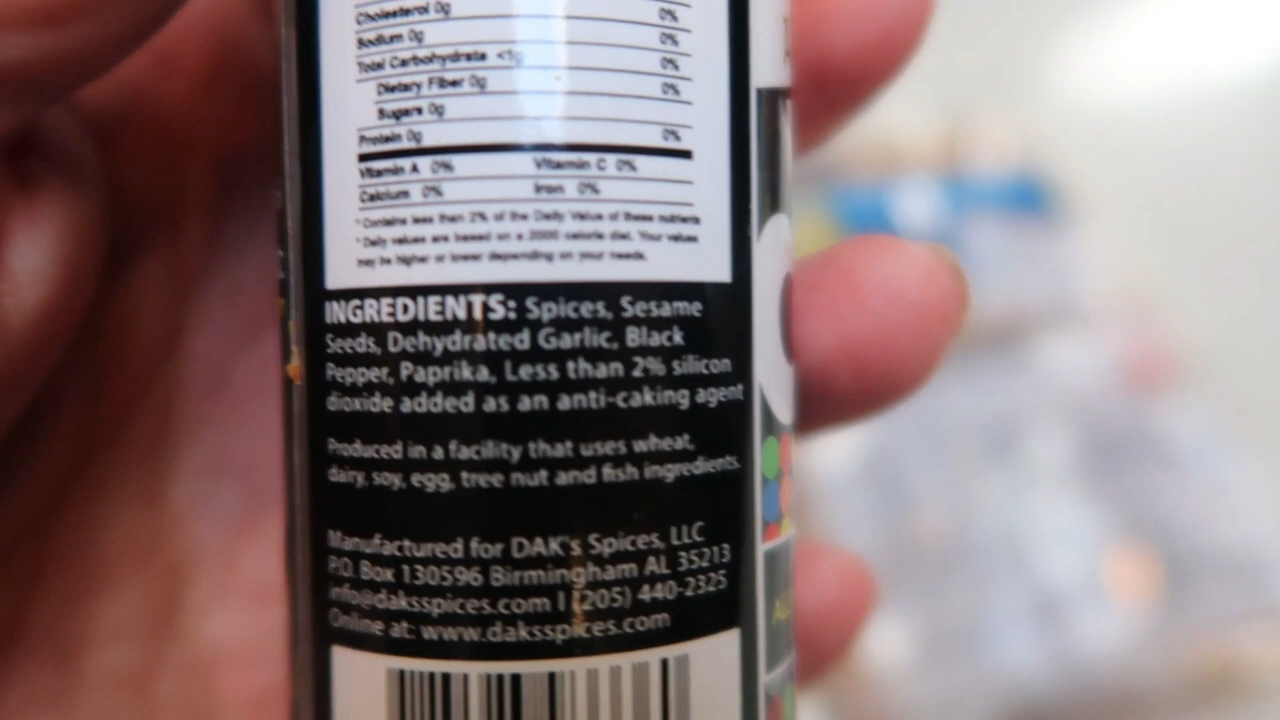 Cholesterol 0g 0%
Sodium 0g 0%
Total Carbohydrate <1g 0%
Dietary Fiber 0g 0%
Sugars 0g
Protein 0g 0%
Vitamin A 0% Vitamin C 0%
Calcium 0% Iron 0%
* Contains less than 2% of the Daily Value of these nutrients
* Daily values are based on a 2000 calorie diet. Your values
may be higher or lower depending on your needs.
INGREDIENTS: Spices, Sesame
Seeds, Dehydrated Garlic, Black
Pepper, Paprika, Less than 2% silicon
dioxide added as an anti-caking agent
Produced in a facility that uses wheat,
dairy, soy, egg, tree nut and fish ingredients.
Manufactured for DAK's Spices, LLC
P.O. Box 130596 Birmingham AL 35213
info@daksspices.com | (205) 440-2325
Online at: www.daksspices.com